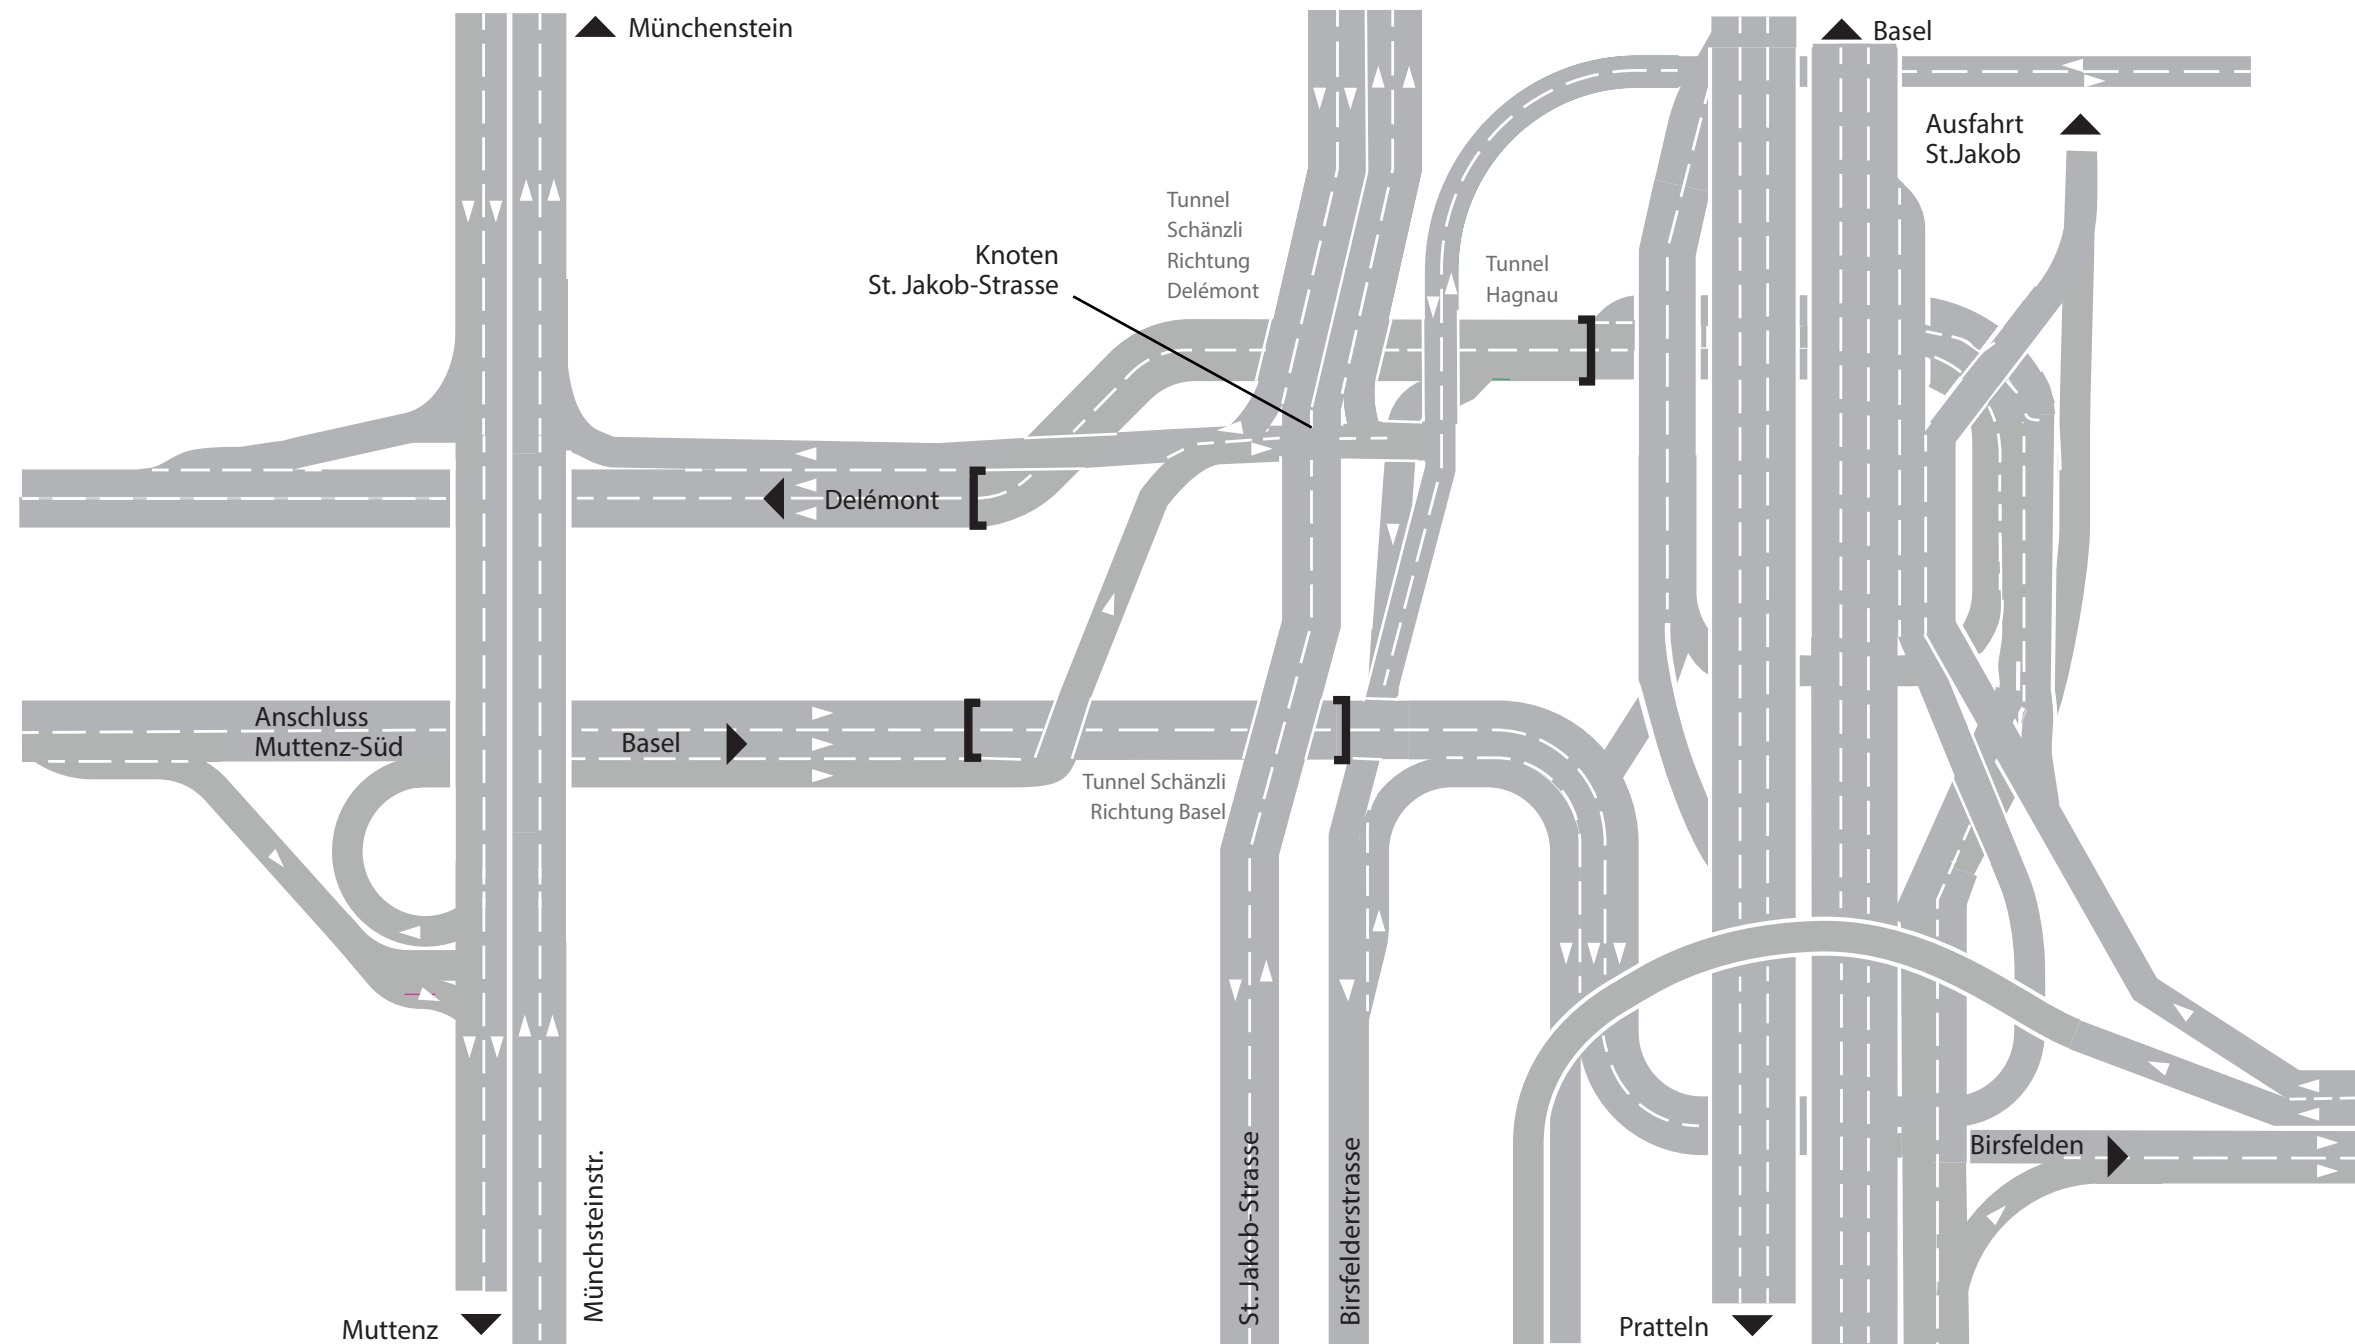 Münchenstein
Basel
Ausfahrt
St.Jakob
Tunnel
Schänzli
Richtung
Delémont
Knoten
St. Jakob-Strasse
Tunnel
Hagnau
Delémont
Anschluss
Muttenz-Süd
Basel
Tunnel Schänzli
Richtung Basel
Münchsteinstr.
St. Jakob-Strasse
Birsfelderstrasse
Birsfelden
Muttenz
Pratteln